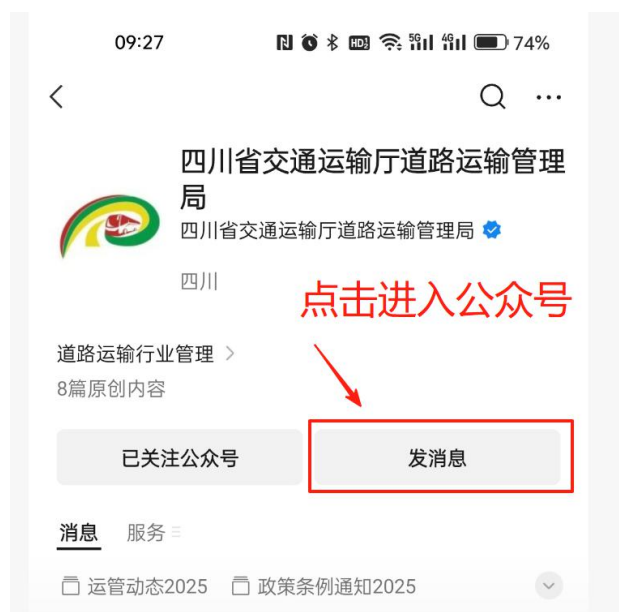 09:27 HD2 5G 4G 74%
四川省交通运输厅道路运输管理
局
四川省交通运输厅道路运输管理局
四川
点击进入公众号
道路运输行业管理
8篇原创内容
已关注公众号 发消息
消息 服务
运管动态2025 政策条例通知2025